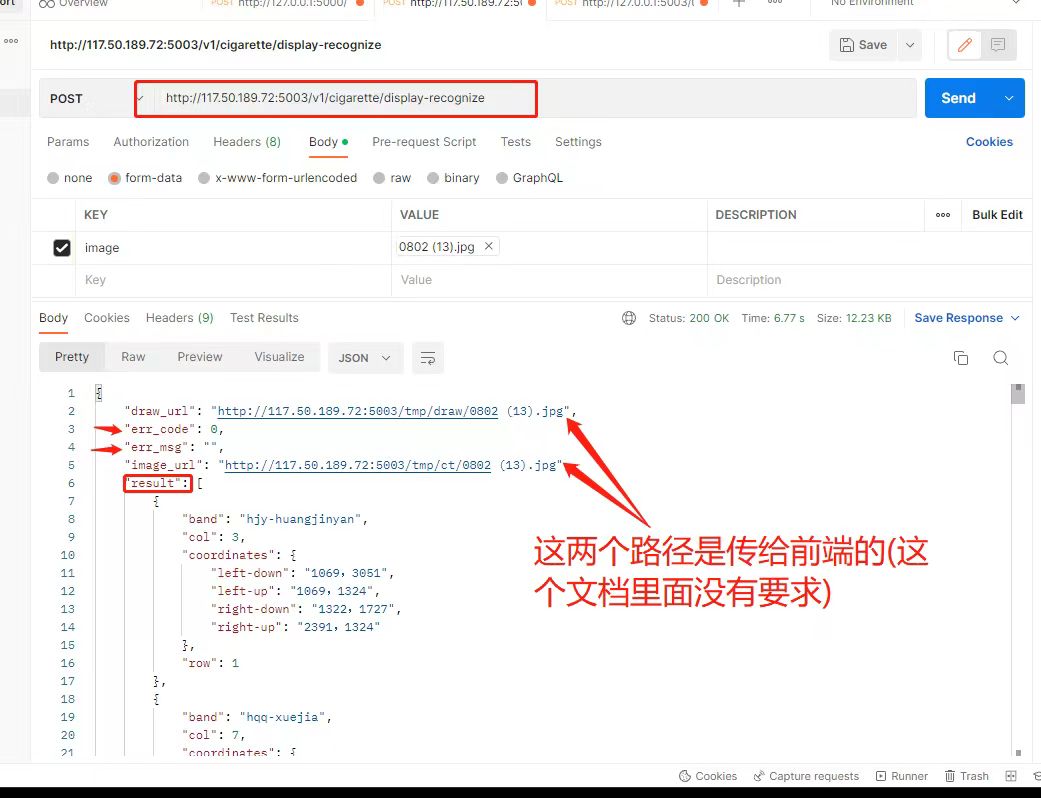 ort
Overview
POST http://127.0.0.1:5000/
POST http://117.50.189.72:50
POST http://127.0.0.1:5003/(
No Environment
http://117.50.189.72:5003/v1/cigarette/display-recognize
Save
POST
http://117.50.189.72:5003/v1/cigarette/display-recognize
Send
Params Authorization Headers (8) Body Pre-request Script Tests Settings Cookies
none form-data x-www-form-urlencoded raw binary GraphQL
KEY VALUE DESCRIPTION Bulk Edit
image 0802 (13).jpg
Key Value Description
Body Cookies Headers (9) Test Results Status: 200 OK Time: 6.77 s Size: 12.23 KB Save Response
Pretty Raw Preview Visualize JSON
1 {
2 "draw_url": "http://117.50.189.72:5003/tmp/draw/0802 (13).jpg",
3 "err_code": 0,
4 "err_msg": "",
5 "image_url": "http://117.50.189.72:5003/tmp/ct/0802 (13).jpg"
6 "result": [
7 {
8 "band": "hjy-huangjinyan",
9 "col": 3,
10 "coordinates": {
11 "left-down": "1069，3051",
12 "left-up": "1069，1324",
13 "right-down": "1322，1727",
14 "right-up": "2391，1324"
15 },
16 "row": 1
17 },
18 {
19 "band": "hqq-xuejia",
20 "col": 7,
21 "coordinates": {
这两个路径是传给前端的(这
个文档里面没有要求)
Cookies Capture requests Runner Trash